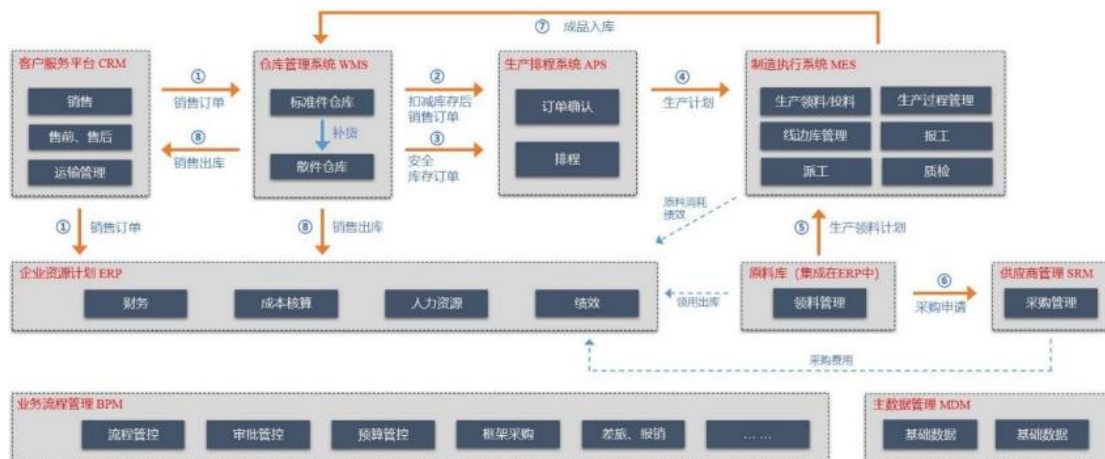 ⑦ 成品入库
客户服务平台 CRM
销售
售前、售后
运输管理
① 
销售订单
⑧
销售出库
仓库管理系统 WMS
标准件仓库
补货
散件仓库
②
扣减库存后
销售订单
③
安全
库存订单
生产排程系统 APS
订单确认
排程
④
生产计划
制造执行系统 MES
生产领料/投料
生产过程管理
线边库管理
报工
派工
质检
① 销售订单
⑧ 销售出库
原料消耗
绩效
⑤ 生产领料计划
企业资源计划 ERP
财务
成本核算
人力资源
绩效
领用出库
原料库（集成在ERP中）
领料管理
⑥
采购申请
供应商管理 SRM
采购管理
采购费用
业务流程管理 BPM
流程管控
审批管控
预算管控
框架采购
差旅、报销
... ...
主数据管理 MDM
基础数据
基础数据